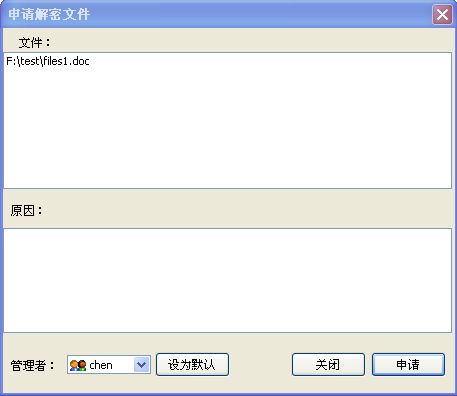 申请解密文件
文件：
F:\test\files1.doc
原因：
管理者： chen 设为默认 关闭 申请